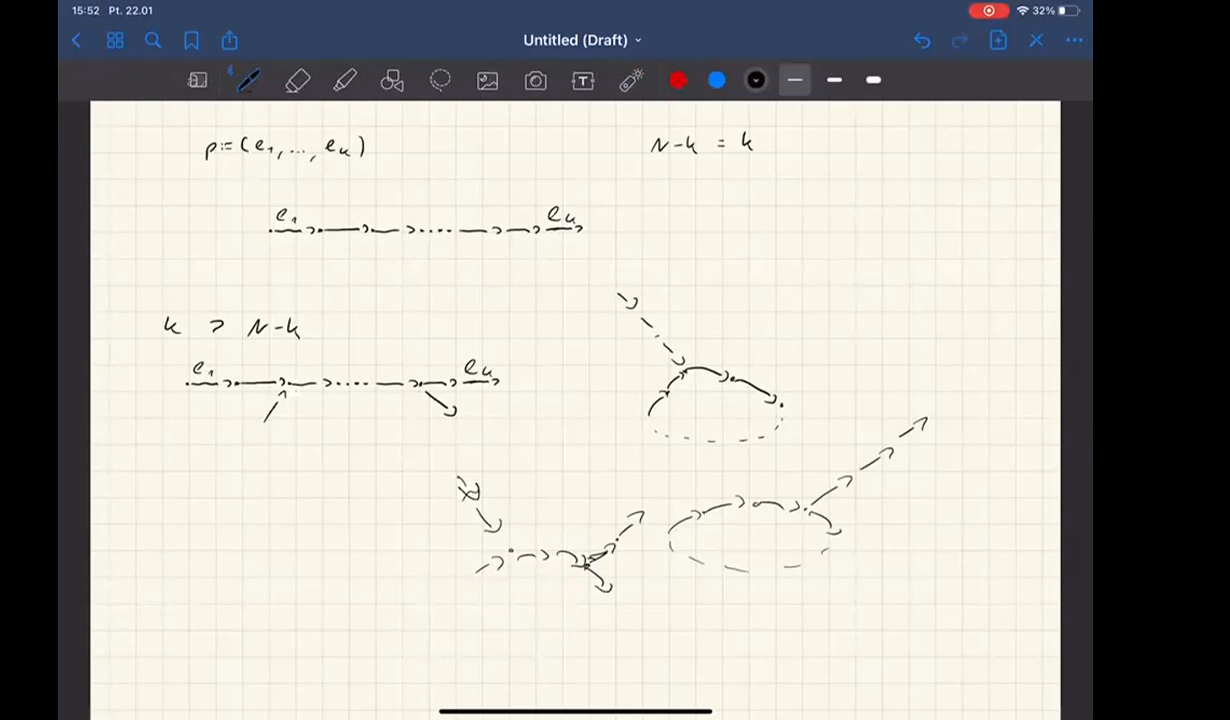 15:52 Pt. 22.01
32%
Untitled (Draft)
T
p:=(e₁,..., eₖ)
N-k = k
e₁ eₖ
k > N-k
e₁ eₖ